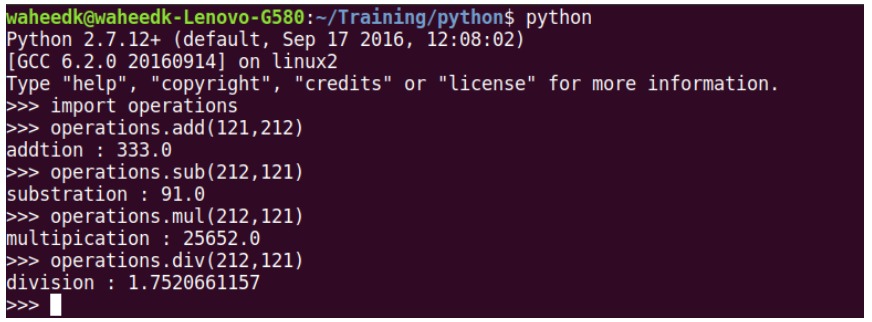 waheedk@waheedk-Lenovo-G580:~/Training/python$ python
Python 2.7.12+ (default, Sep 17 2016, 12:08:02)
[GCC 6.2.0 20160914] on linux2
Type "help", "copyright", "credits" or "license" for more information.
>>> import operations
>>> operations.add(121,212)
addtion : 333.0
>>> operations.sub(212,121)
substration : 91.0
>>> operations.mul(212,121)
multipication : 25652.0
>>> operations.div(212,121)
division : 1.7520661157
>>>